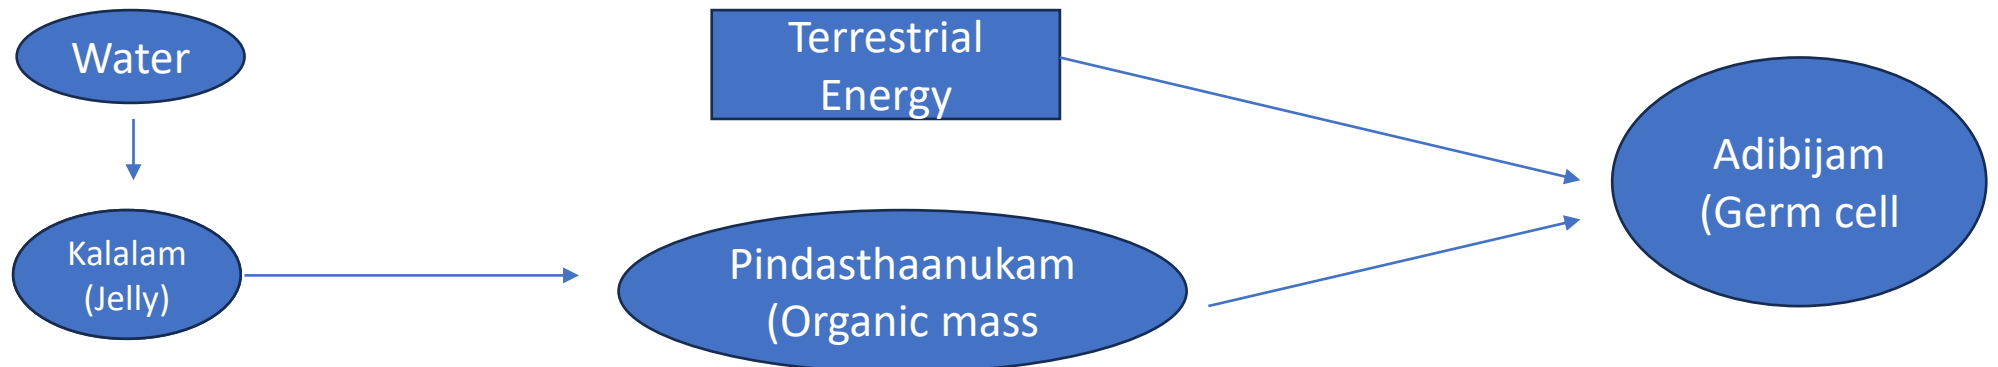 Water
Terrestrial
Energy
Adibijam
(Germ cell
Kalalam
(Jelly)
Pindasthaanukam
(Organic mass